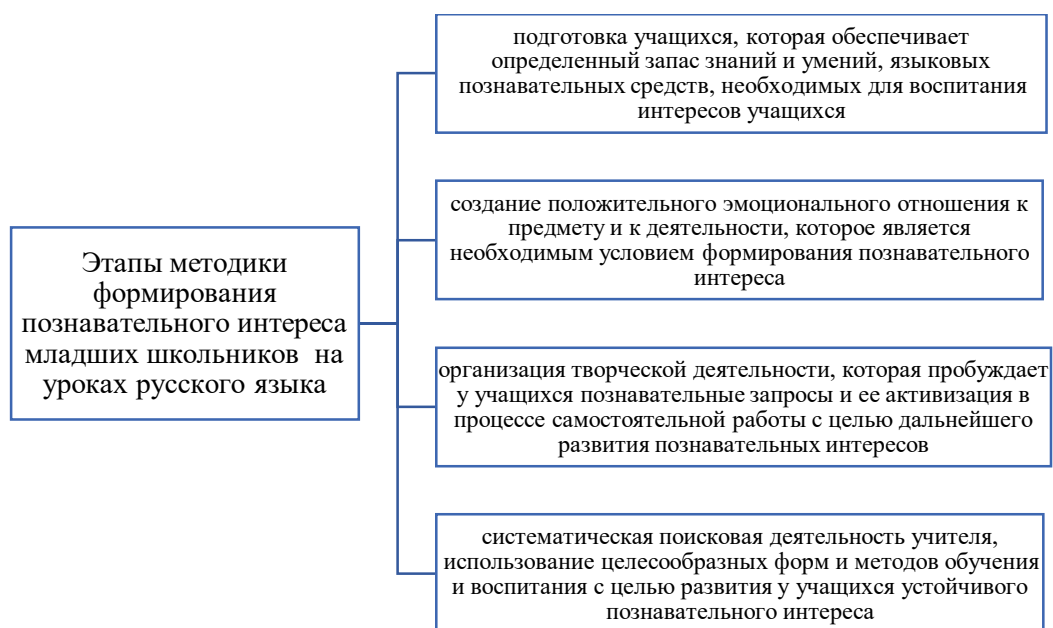 Этапы методики
формирования
познавательного интереса
младших школьников на
уроках русского языка
подготовка учащихся, которая обеспечивает
определенный запас знаний и умений, языковых
познавательных средств, необходимых для воспитания
интересов учащихся
создание положительного эмоционального отношения к
предмету и к деятельности, которое является
необходимым условием формирования познавательного
интереса
организация творческой деятельности, которая пробуждает
у учащихся познавательные запросы и ее активизация в
процессе самостоятельной работы с целью дальнейшего
развития познавательных интересов
систематическая поисковая деятельность учителя,
использование целесообразных форм и методов обучения
и воспитания с целью развития у учащихся устойчивого
познавательного интереса